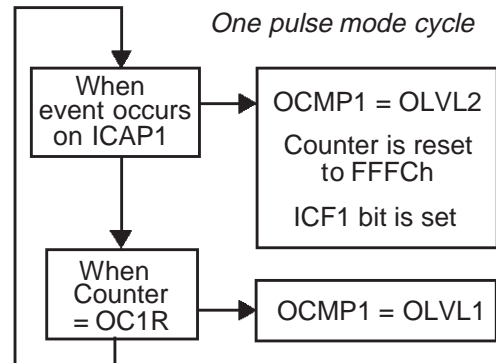 One pulse mode cycle
When
event occurs
on ICAP1
OCMP1 = OLVL2
Counter is reset
to FFFCh
ICF1 bit is set
When
Counter
= OC1R
OCMP1 = OLVL1